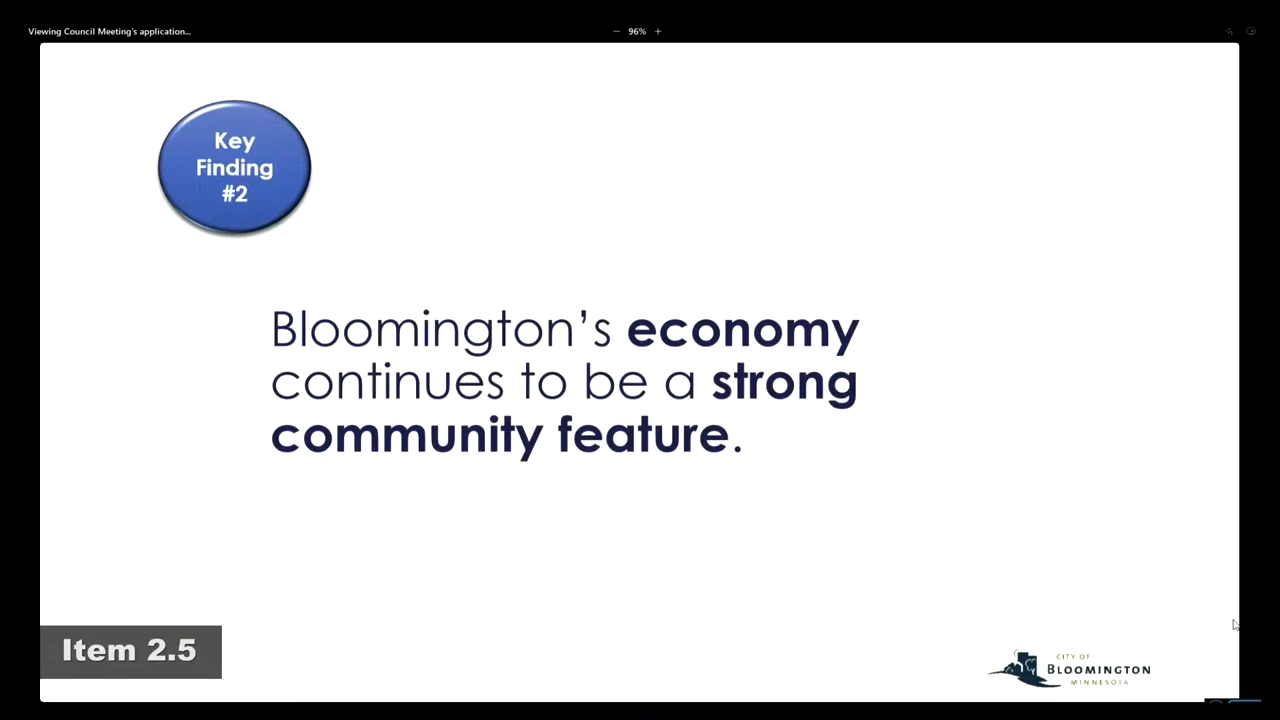 Viewing Council Meeting's application...
− 96% +
Key
Finding
#2
Bloomington’s economy
continues to be a strong
community feature.
Item 2.5
CITY OF
BLOOMINGTON
MINNESOTA